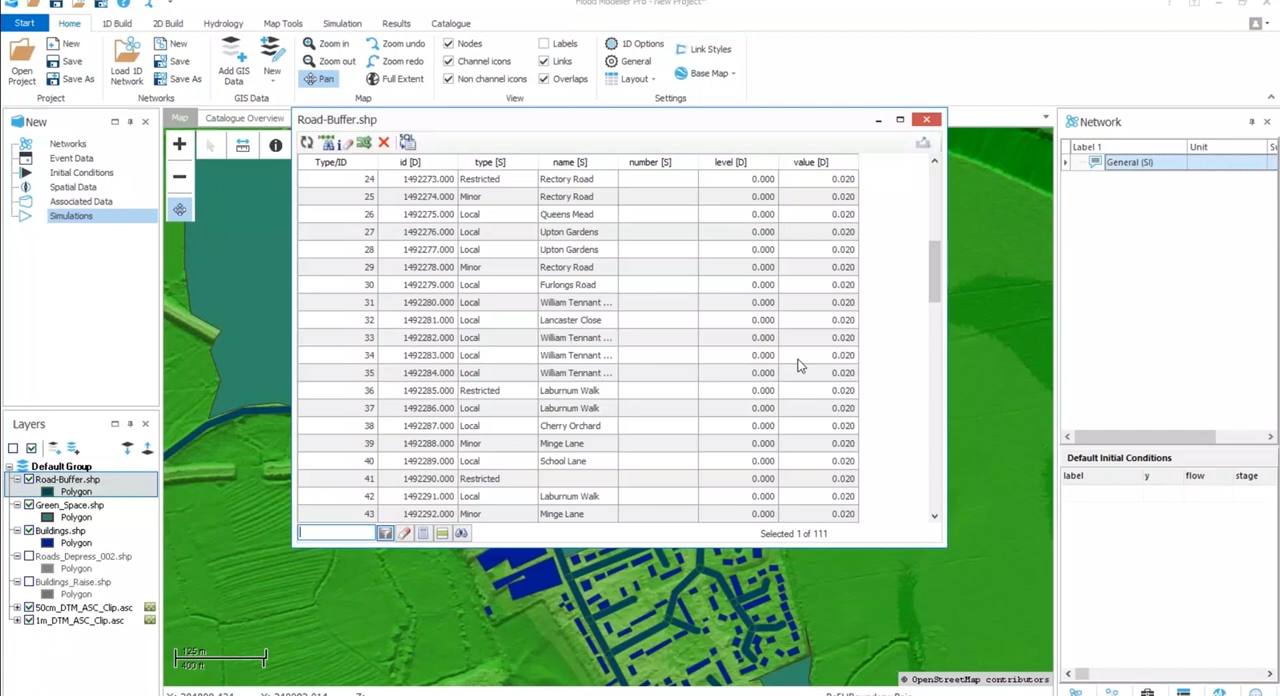 Flood Modeller Pro - New Project*
Start Home 1D Build 2D Build Hydrology Map Tools Simulation Results Catalogue
Open Project
New
Save
Save As
Project
Load 1D Network
New
Save
Save As
Networks
Add GIS Data
New
GIS Data
Zoom in
Zoom out
Pan
Zoom undo
Zoom redo
Full Extent
Map
Nodes
Channel icons
Non channel icons
Labels
Links
Overlaps
View
1D Options
General
Layout
Link Styles
Base Map
Settings
New
Networks
Event Data
Initial Conditions
Spatial Data
Associated Data
Simulations
Map Catalogue Overview
Road-Buffer.shp
SQL
Type/ID id [D] type [S] name [S] number [S] level [D] value [D]
24 1492273.000 Restricted Rectory Road 0.000 0.020
25 1492274.000 Minor Rectory Road 0.000 0.020
26 1492275.000 Local Queens Mead 0.000 0.020
27 1492276.000 Local Upton Gardens 0.000 0.020
28 1492277.000 Local Upton Gardens 0.000 0.020
29 1492278.000 Minor Rectory Road 0.000 0.020
30 1492279.000 Local Furlongs Road 0.000 0.020
31 1492280.000 Local William Tennant ... 0.000 0.020
32 1492281.000 Local Lancaster Close 0.000 0.020
33 1492282.000 Local William Tennant ... 0.000 0.020
34 1492283.000 Local William Tennant ... 0.000 0.020
35 1492284.000 Local William Tennant ... 0.000 0.020
36 1492285.000 Restricted Laburnum Walk 0.000 0.020
37 1492286.000 Local Laburnum Walk 0.000 0.020
38 1492287.000 Local Cherry Orchard 0.000 0.020
39 1492288.000 Minor Minge Lane 0.000 0.020
40 1492289.000 Local School Lane 0.000 0.020
41 1492290.000 Restricted 0.000 0.020
42 1492291.000 Local Laburnum Walk 0.000 0.020
43 1492292.000 Minor Minge Lane 0.000 0.020
Selected 1 of 111
Network
Label 1 Unit
General (SI)
Default Initial Conditions
label y flow stage
Layers
Default Group
Road-Buffer.shp
Polygon
Green_Space.shp
Polygon
Buildings.shp
Polygon
Roads_Depress_002.shp
Polygon
Buildings_Raise.shp
Polygon
50cm_DTM_ASC_Clip.asc
1m_DTM_ASC_Clip.asc
125 m
400 ft
© OpenStreetMap contributors